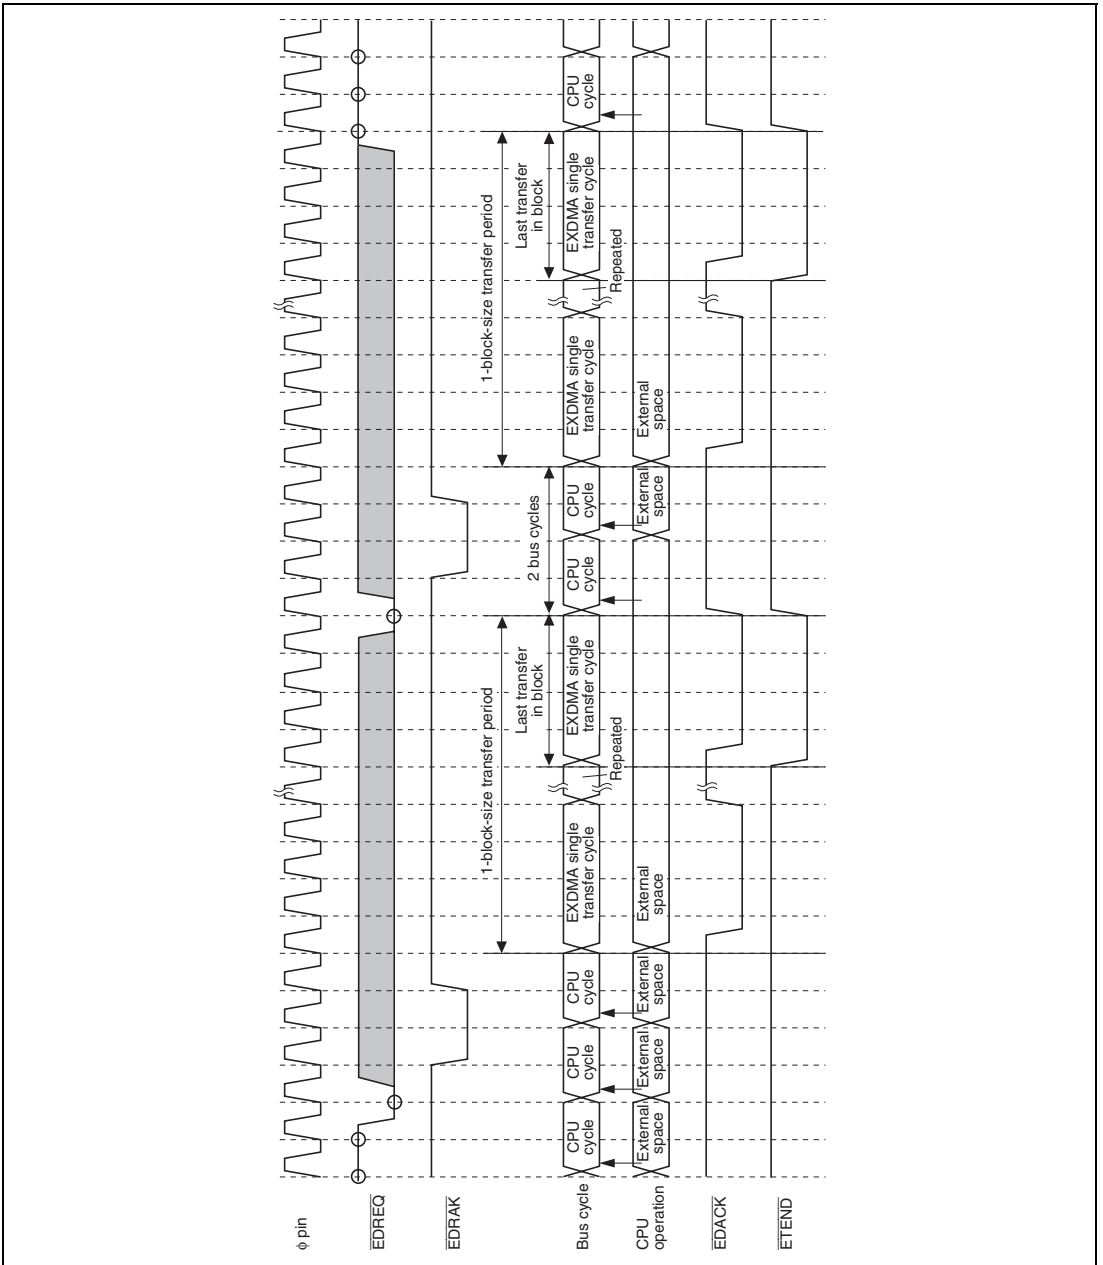 φ pin
EDREQ
EDRAK
1-block-size transfer period
1-block-size transfer period
Last transfer
in block
2 bus cycles
Last transfer
in block
Bus cycle
CPU
cycle
CPU
cycle
CPU
cycle
EXDMA single
transfer cycle
EXDMA single
transfer cycle
CPU
cycle
CPU
cycle
EXDMA single
transfer cycle
EXDMA single
transfer cycle
CPU
cycle
Repeated
Repeated
CPU
operation
External
space
External
space
External
space
External
space
External
space
External
space
EDACK
ETEND